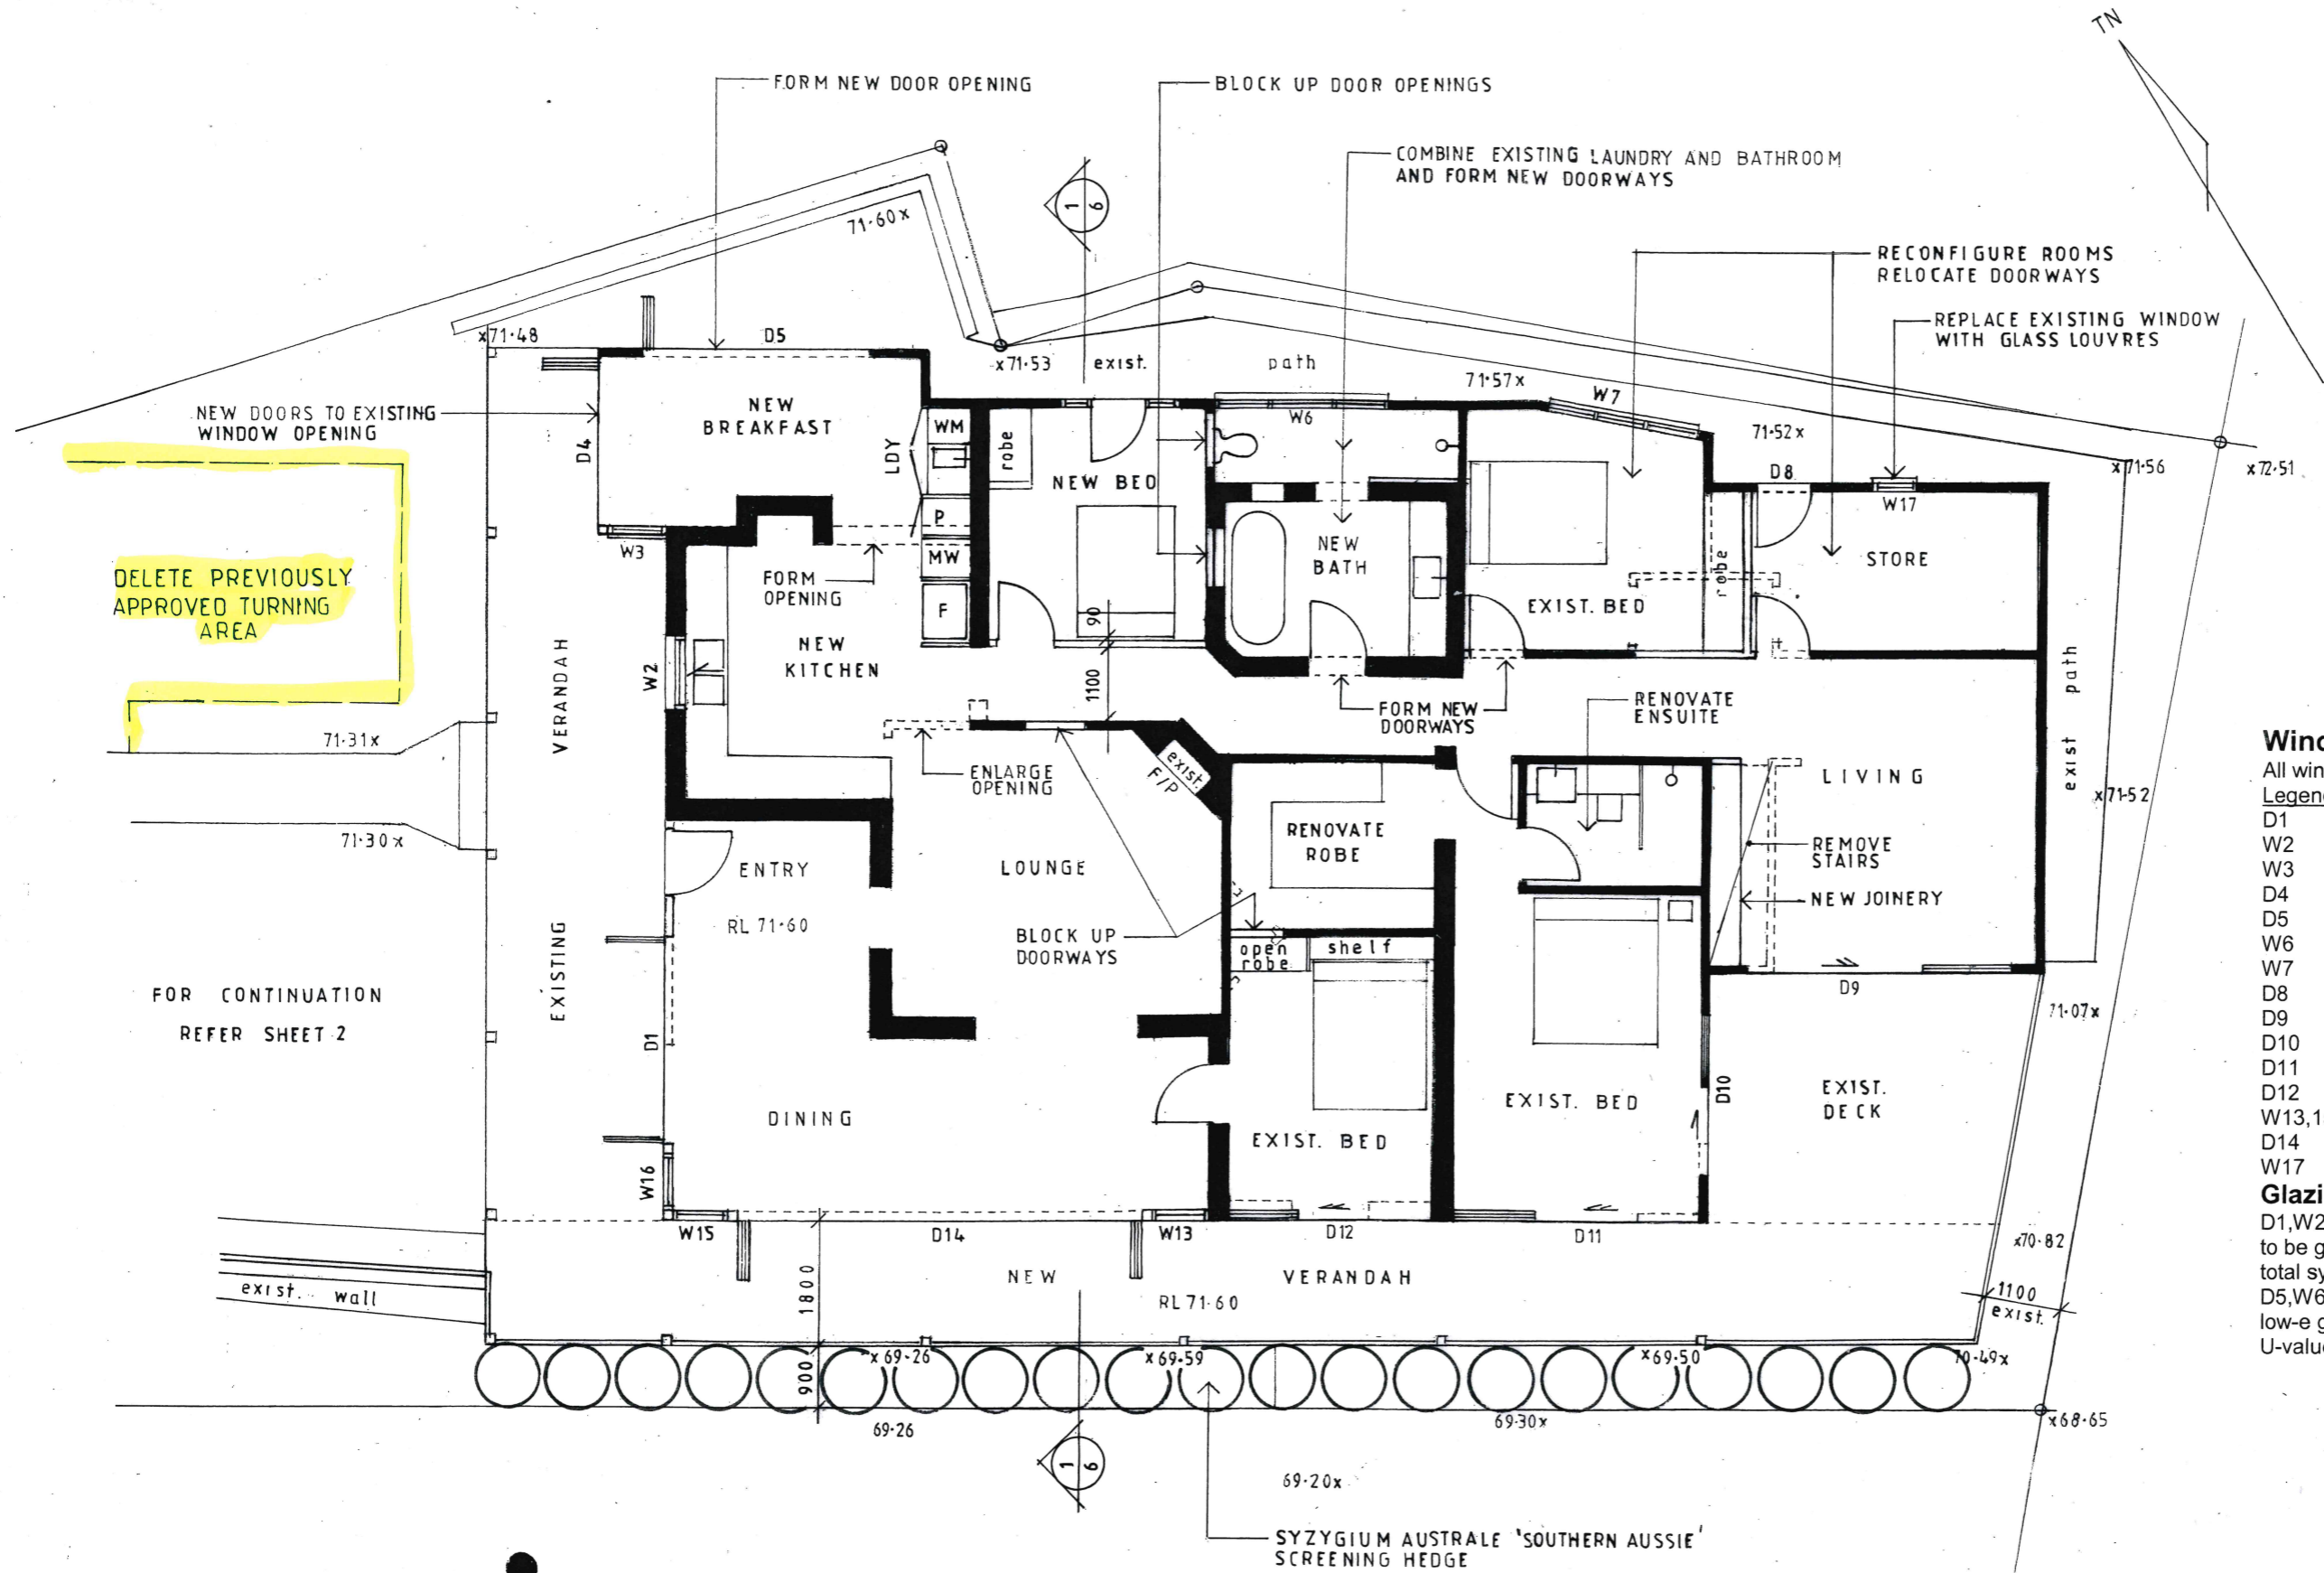 TN
FORM NEW DOOR OPENING
BLOCK UP DOOR OPENINGS
COMBINE EXISTING LAUNDRY AND BATHROOM
AND FORM NEW DOORWAYS
1
6
71·60x
RECONFIGURE ROOMS
RELOCATE DOORWAYS
REPLACE EXISTING WINDOW
WITH GLASS LOUVRES
x71·48
D5
x71·53
exist.
path
71·57x
W7
71·52x
x71·56
x72·51
NEW DOORS TO EXISTING
WINDOW OPENING
D4
NEW
BREAKFAST
LDY
WM
robe
NEW BED
W6
D8
W17
STORE
W3
P
MW
F
FORM
OPENING
NEW
BATH
robe
EXIST. BED
DELETE PREVIOUSLY
APPROVED TURNING
AREA
90
NEW
KITCHEN
W2
VERANDAH
1100
FORM NEW
DOORWAYS
RENOVATE
ENSUITE
exist path
71·31x
ENLARGE
OPENING
exist.
F/P
LIVING
x71·52
71·30x
ENTRY
LOUNGE
RENOVATE
ROBE
REMOVE
STAIRS
NEW JOINERY
RL 71·60
BLOCK UP
DOORWAYS
open
robe
shelf
EXISTING
FOR CONTINUATION
REFER SHEET 2
D1
D9
71·07x
D10
EXIST.
DECK
DINING
EXIST. BED
EXIST. BED
W16
W15
D14
W13
D12
D11
x70·82
1800
NEW VERANDAH
RL 71·60
1100
exist.
exist. wall
900
x69·26
x69·59
x69·50
70·49x
69·26
69·30x
x68·65
1
6
69·20x
SYZYGIUM AUSTRALE 'SOUTHERN AUSSIE'
SCREENING HEDGE
Wind
All win
Legen
D1
W2
W3
D4
D5
W6
W7
D8
D9
D10
D11
D12
W13,1
D14
W17
Glazi
D1,W2
to be g
total sy
D5,W6
low-e g
U-valu